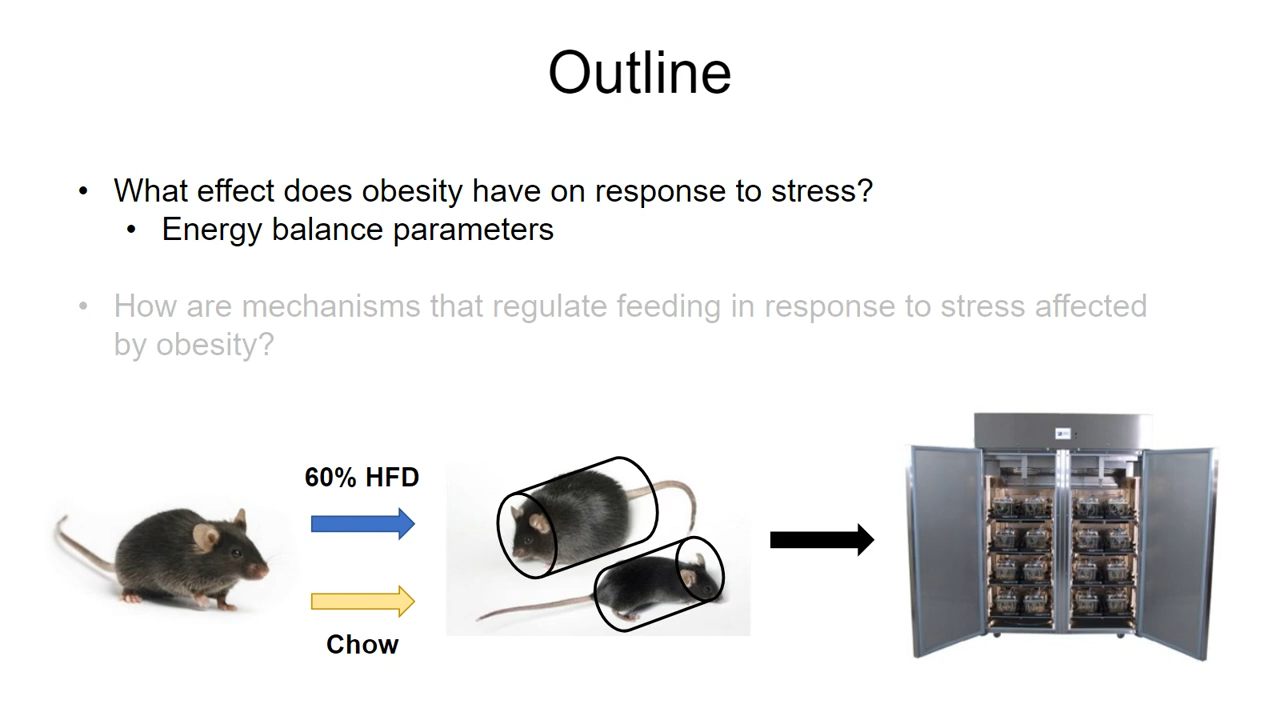 Outline
• What effect does obesity have on response to stress?
• Energy balance parameters
• How are mechanisms that regulate feeding in response to stress affected
by obesity?
60% HFD
Chow